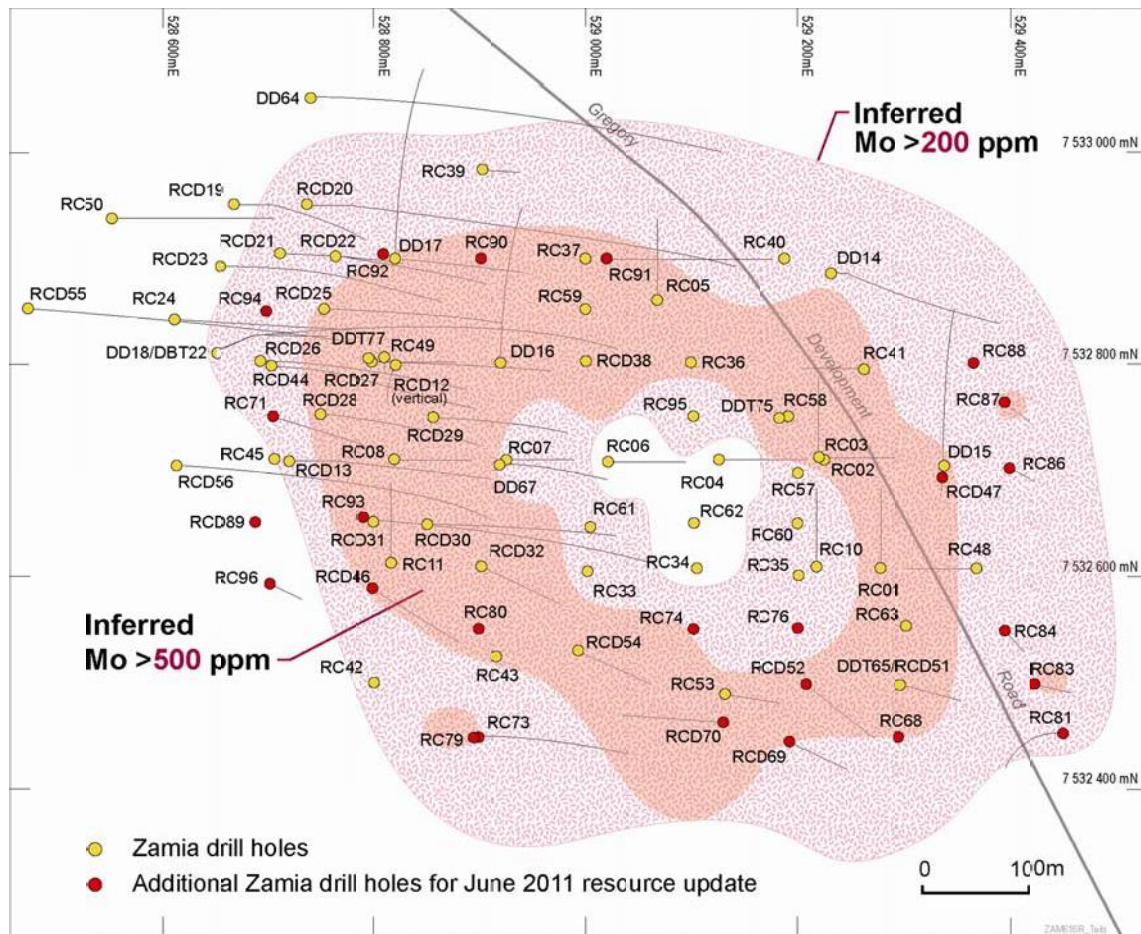 528 600mE
528 800mE
529 000mE
529 200mE
529 400mE
DD64
Gregory
Inferred
Mo >200 ppm
7 533 000 mN
RC39
RCD19
RCD20
RC50
RCD21
RCD22
DD17
RC90
RC37
RC40
RCD23
RC92
RC91
DD14
RC05
RCD55
RC24
RC94
RCD25
RC59
DDT77
RC49
DD18/DBT22
RCD26
DD16
RCD38
RC36
Development
RC41
RC88
7 532 800 mN
RCD44
RCD27
RCD12
(vertical)
RC71
RCD28
RC95
DDT75
RC58
RC87
RCD29
RC45
RCD13
RC08
RC07
RC06
RC03
DD15
RC86
RCD56
DD67
RC04
RC02
RC57
RCD47
RCD89
RC93
RC61
RC62
RCD31
RCD30
RCD32
RC60
RC10
RC48
RC96
RCD46
RC11
RC34
RC35
7 532 600 mN
RC33
RC01
Inferred
Mo >500 ppm
RC80
RC74
RC76
RC63
RC84
RCD54
RC42
RC43
RC53
RCD52
DDT65/RCD51
RC83
Road
RC73
RC79
RCD70
RCD69
RC68
RC81
7 532 400 mN
Zamia drill holes
Additional Zamia drill holes for June 2011 resource update
0 100m
ZAM616R_Tails